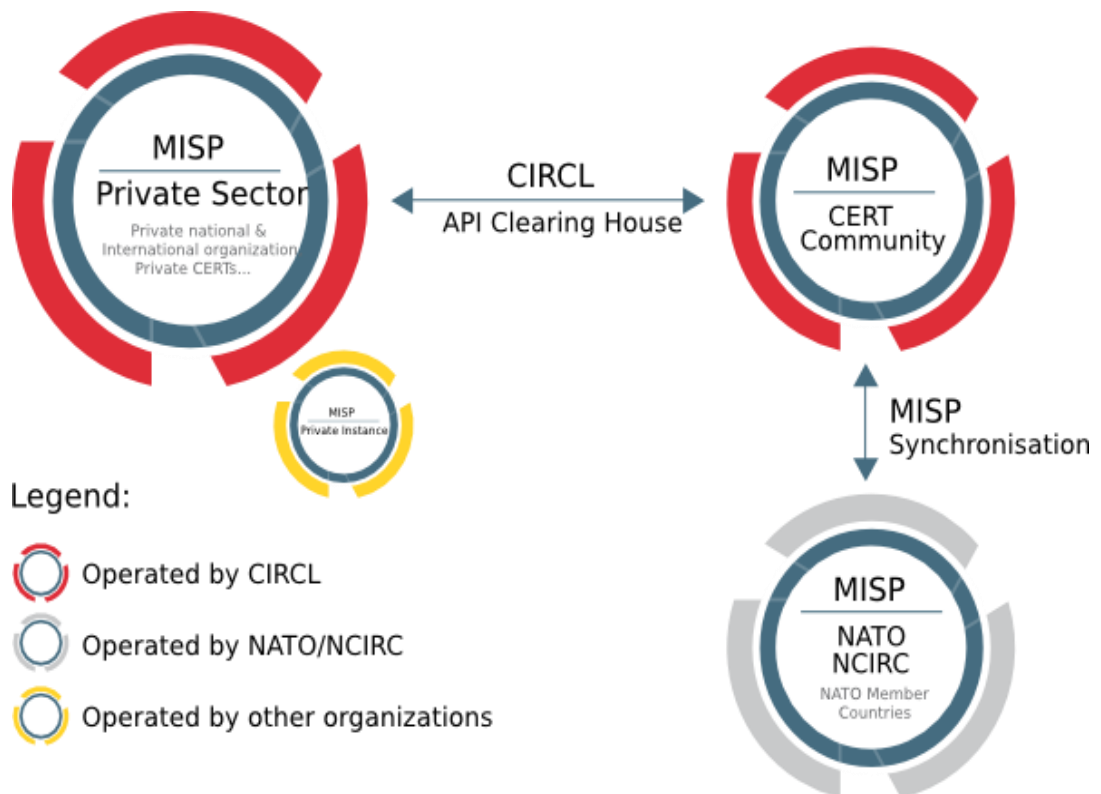 MISP
Private Sector
Private national &
International organization
Private CERTs...
CIRCL
API Clearing House
MISP
CERT
Community
MISP
Private Instance
MISP
Synchronisation
MISP
NATO
NCIRC
NATO Member
Countries
Legend:
Operated by CIRCL
Operated by NATO/NCIRC
Operated by other organizations